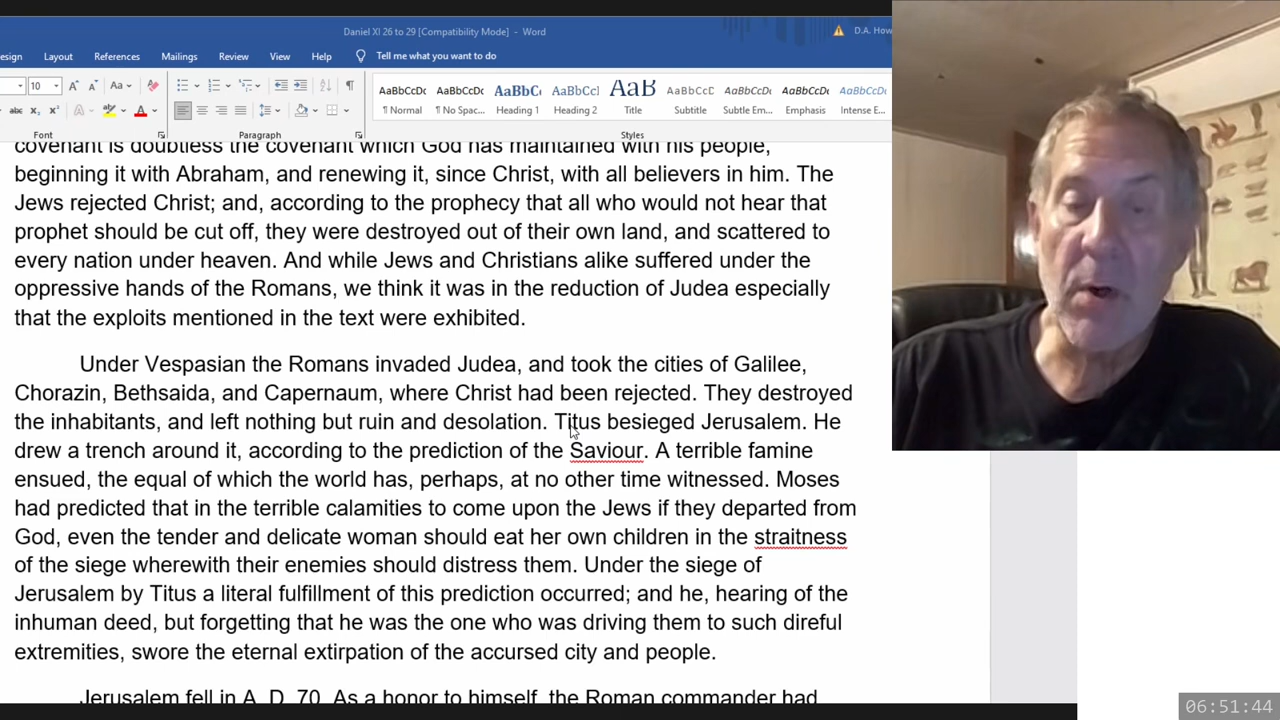 Daniel XI 26 to 29 [Compatibility Mode] - Word
D.A. How
esign Layout References Mailings Review View Help Tell me what you want to do
10 Aa
AaBbCcDc AaBbCcDc AaBbC AaBbCcl AaB AaBbCcD AaBbCcDc AaBbCcDc AaBbCcDc
abc X₂ X² A
¶ Normal ¶ No Spac... Heading 1 Heading 2 Title Subtitle Subtle Em... Emphasis Intense E...
Font Paragraph Styles
covenant is doubtless the covenant which God has maintained with his people,
beginning it with Abraham, and renewing it, since Christ, with all believers in him. The
Jews rejected Christ; and, according to the prophecy that all who would not hear that
prophet should be cut off, they were destroyed out of their own land, and scattered to
every nation under heaven. And while Jews and Christians alike suffered under the
oppressive hands of the Romans, we think it was in the reduction of Judea especially
that the exploits mentioned in the text were exhibited.
Under Vespasian the Romans invaded Judea, and took the cities of Galilee,
Chorazin, Bethsaida, and Capernaum, where Christ had been rejected. They destroyed
the inhabitants, and left nothing but ruin and desolation. Titus besieged Jerusalem. He
drew a trench around it, according to the prediction of the Saviour. A terrible famine
ensued, the equal of which the world has, perhaps, at no other time witnessed. Moses
had predicted that in the terrible calamities to come upon the Jews if they departed from
God, even the tender and delicate woman should eat her own children in the straitness
of the siege wherewith their enemies should distress them. Under the siege of
Jerusalem by Titus a literal fulfillment of this prediction occurred; and he, hearing of the
inhuman deed, but forgetting that he was the one who was driving them to such direful
extremities, swore the eternal extirpation of the accursed city and people.
Jerusalem fell in A. D. 70. As a honor to himself, the Roman commander had
06:51:44